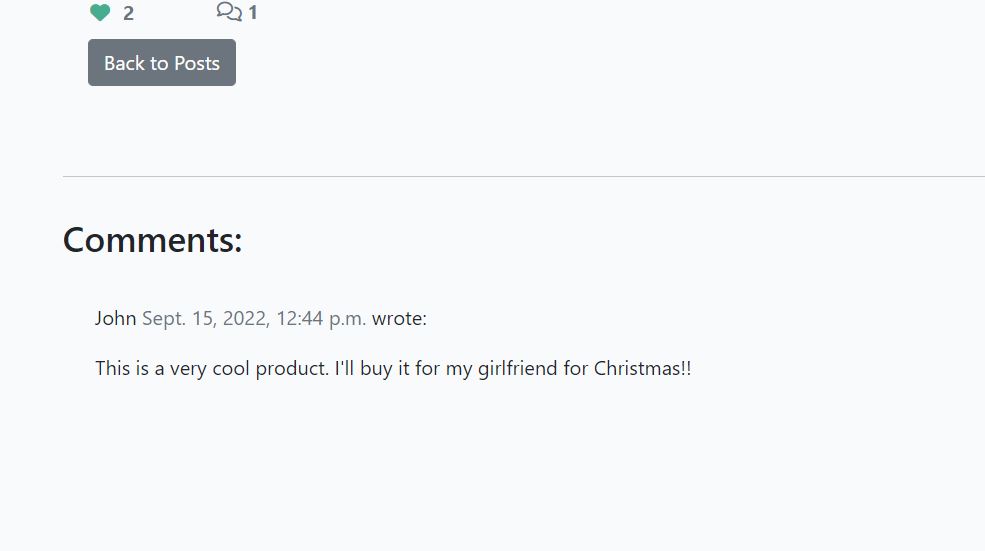 2 1
Back to Posts
Comments:
John Sept. 15, 2022, 12:44 p.m. wrote:
This is a very cool product. I'll buy it for my girlfriend for Christmas!!